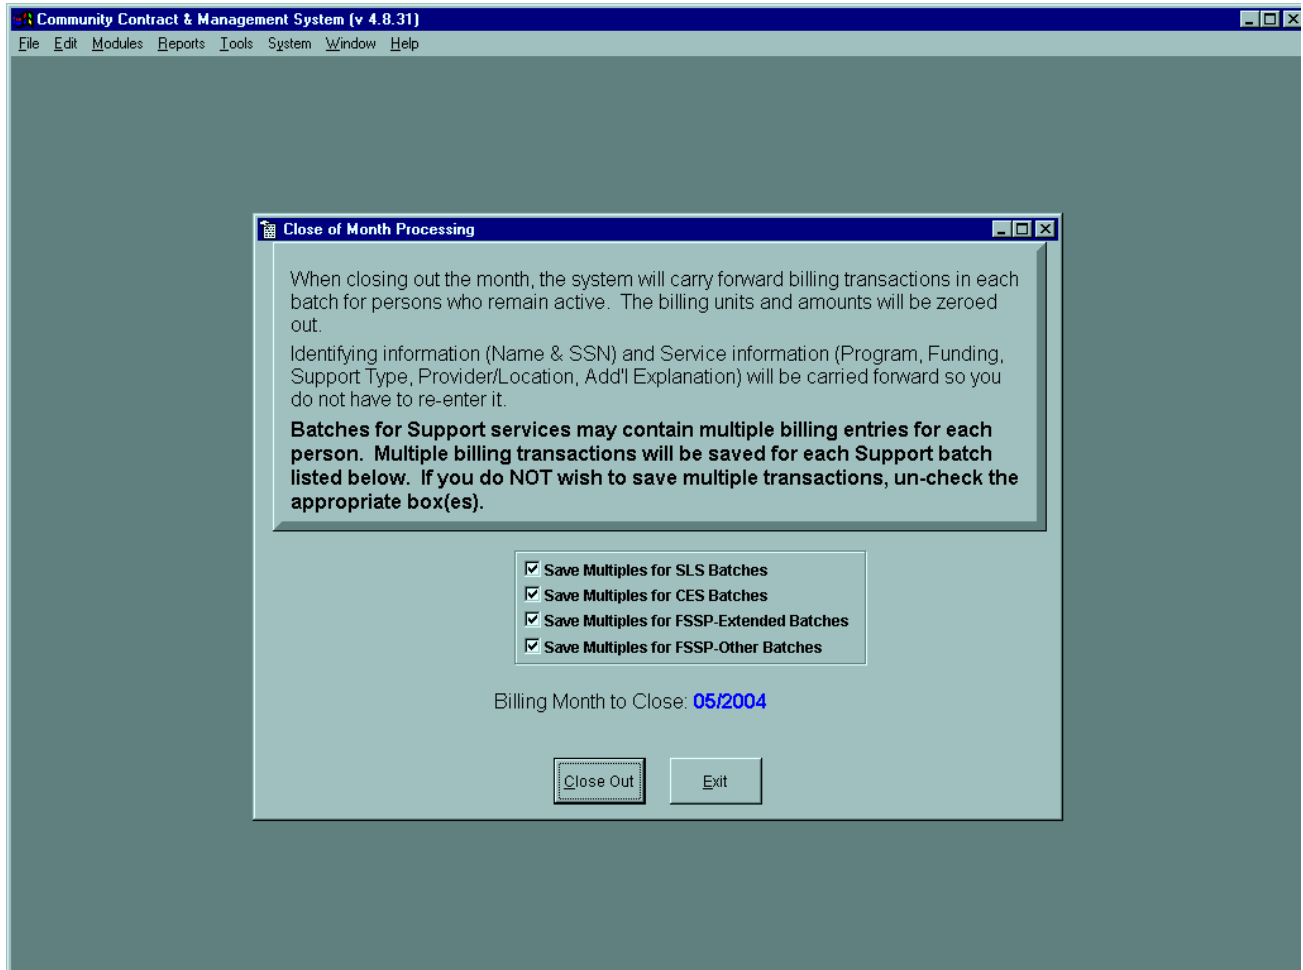 Community Contract & Management System (v 4.8.31)
File Edit Modules Reports Tools System Window Help
Close of Month Processing
When closing out the month, the system will carry forward billing transactions in each
batch for persons who remain active. The billing units and amounts will be zeroed
out.
Identifying information (Name & SSN) and Service information (Program, Funding,
Support Type, Provider/Location, Add'l Explanation) will be carried forward so you
do not have to re-enter it.
Batches for Support services may contain multiple billing entries for each
person. Multiple billing transactions will be saved for each Support batch
listed below. If you do NOT wish to save multiple transactions, un-check the
appropriate box(es).
Save Multiples for SLS Batches
Save Multiples for CES Batches
Save Multiples for FSSP-Extended Batches
Save Multiples for FSSP-Other Batches
Billing Month to Close: 05/2004
Close Out Exit